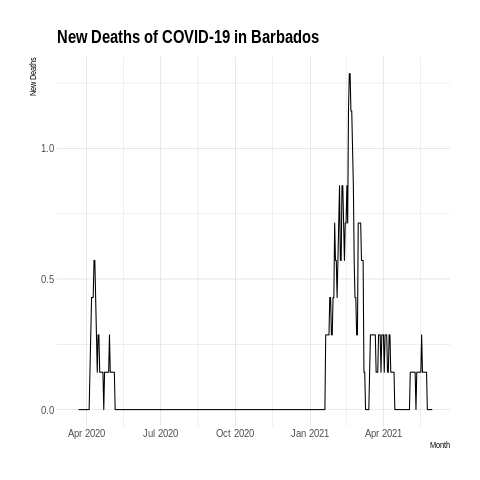 New Deaths of COVID-19 in Barbados
New Deaths
1.0
0.5
0.0
Apr 2020 Jul 2020 Oct 2020 Jan 2021 Apr 2021
Month